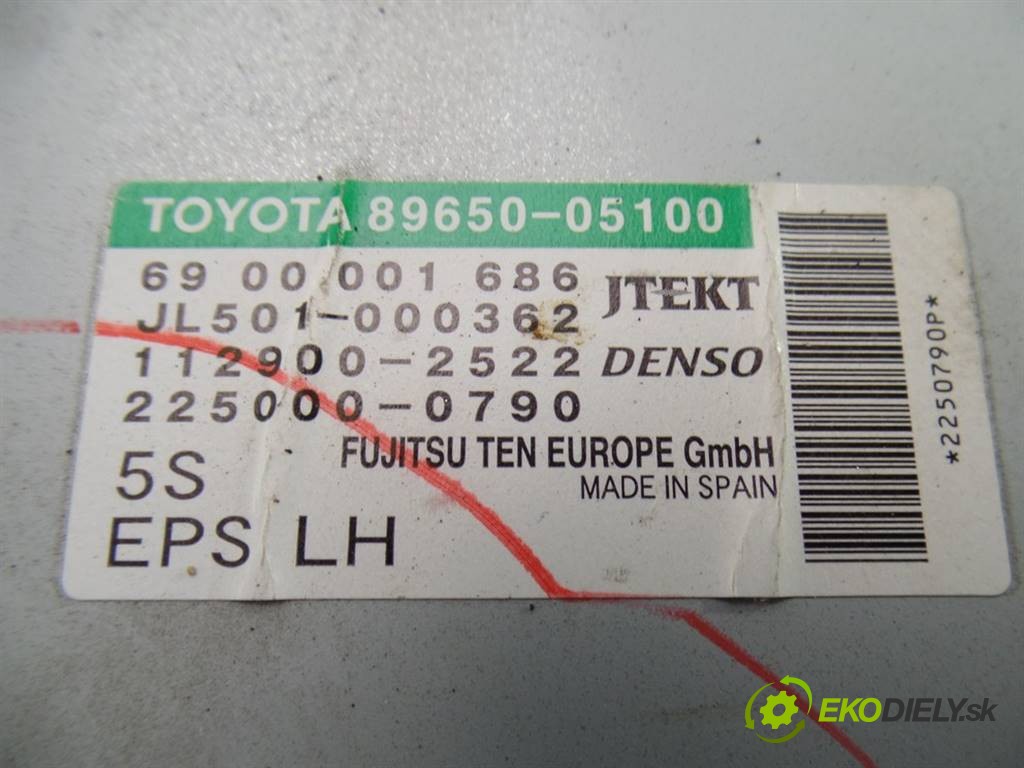 TOYOTA 89650-05100
69 00 001 686 JTEKT
JL501-000362
112900-2522 DENSO
225000-0790
5S FUJITSU TEN EUROPE GmbH
MADE IN SPAIN
EPS LH
*2250790P*
EKODIELY.sk